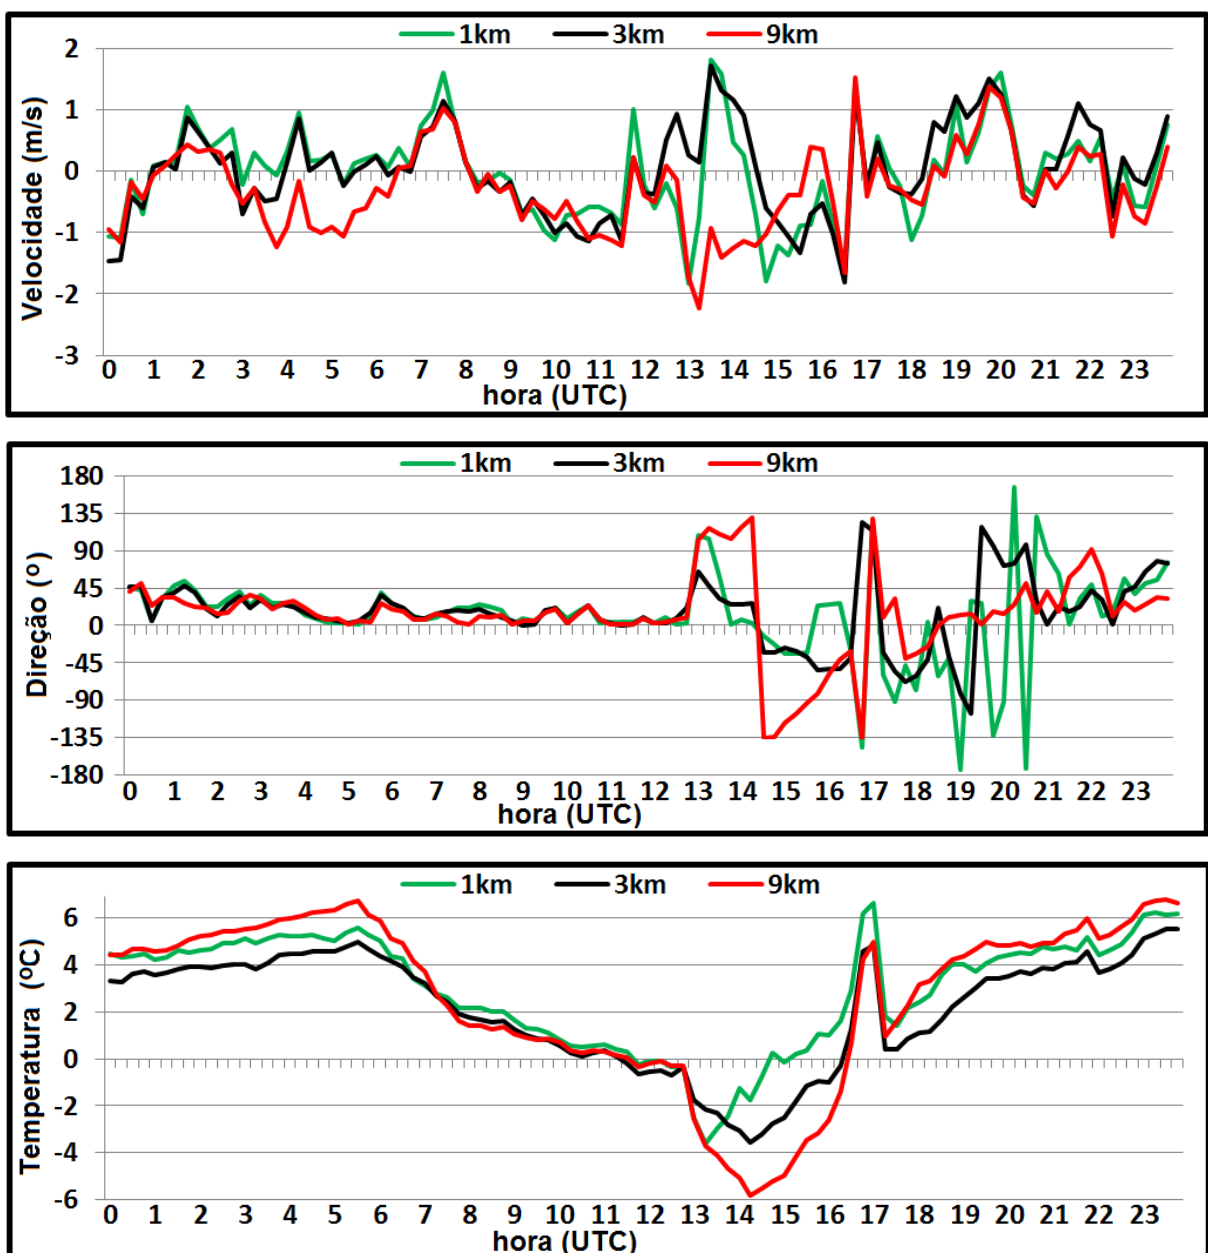 1km 3km 9km
2
1
0
-1
-2
-3
Velocidade (m/s)
0 1 2 3 4 5 6 7 8 9 10 11 12 13 14 15 16 17 18 19 20 21 22 23
hora (UTC)
1km 3km 9km
180
135
90
45
0
-45
-90
-135
-180
Direção (º)
0 1 2 3 4 5 6 7 8 9 10 11 12 13 14 15 16 17 18 19 20 21 22 23
hora (UTC)
1km 3km 9km
6
4
2
0
-2
-4
-6
Temperatura (ºC)
0 1 2 3 4 5 6 7 8 9 10 11 12 13 14 15 16 17 18 19 20 21 22 23
hora (UTC)